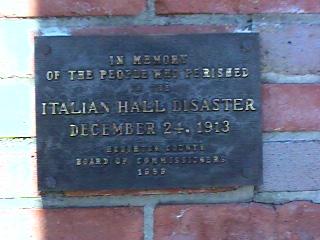 IN MEMORY
OF THE PEOPLE WHO PERISHED
IN THE
ITALIAN HALL DISASTER
DECEMBER 24, 1913
HOUGHTON COUNTY
BOARD OF COMMISSIONERS